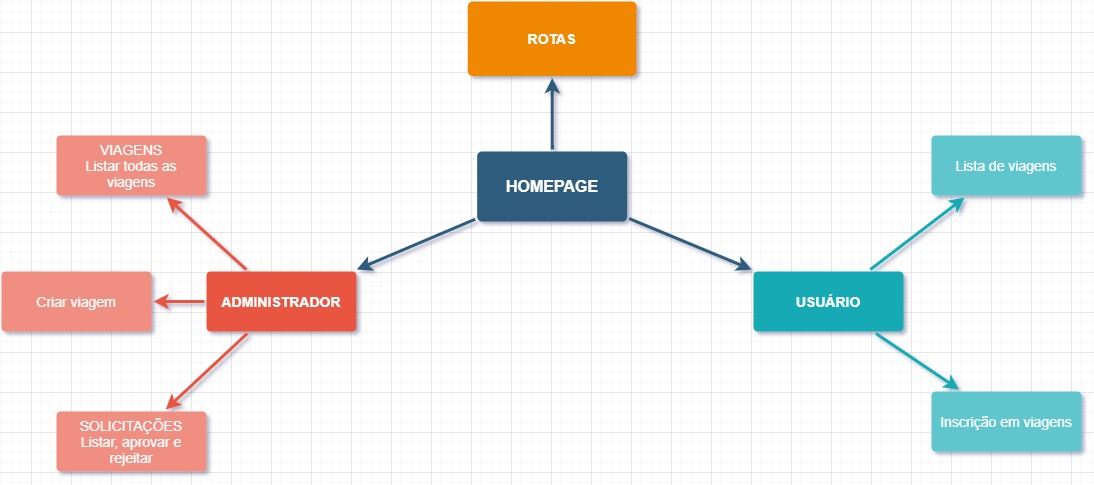 ROTAS
HOMEPAGE
VIAGENS
Listar todas as
viagens
Criar viagem
ADMINISTRADOR
SOLICITAÇÕES
Listar, aprovar e
rejeitar
USUÁRIO
Lista de viagens
Inscrição em viagens